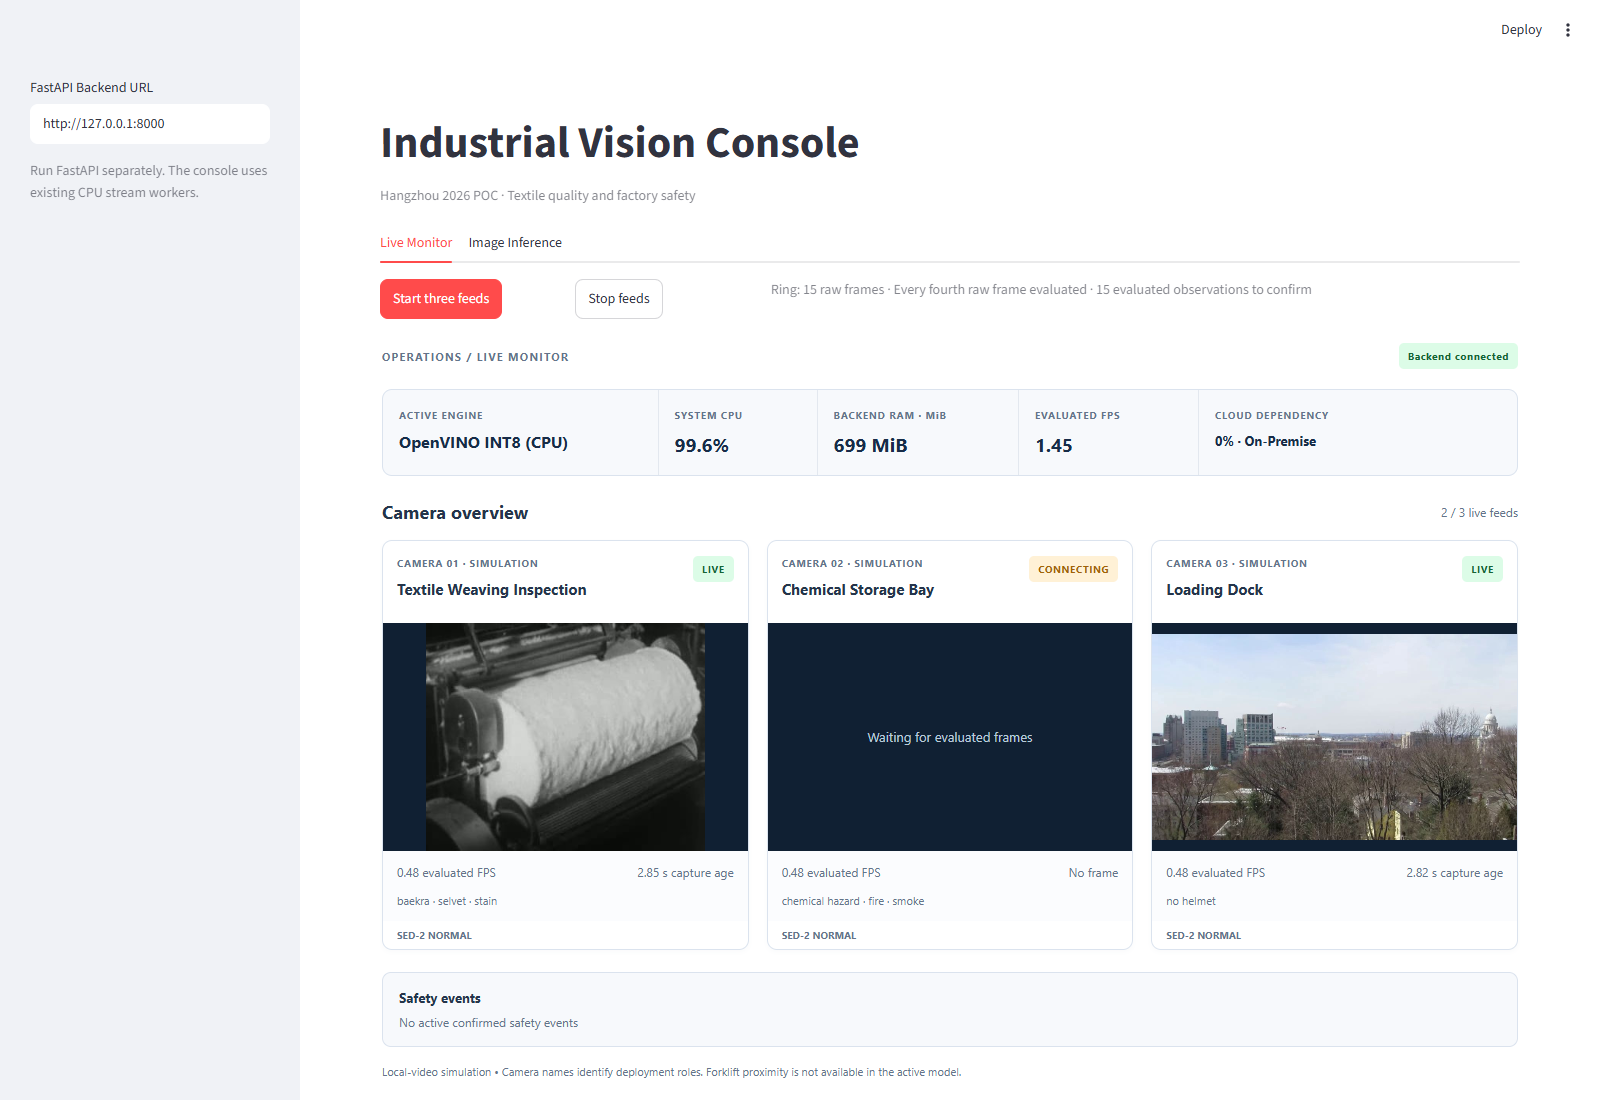 Deploy
FastAPI Backend URL
http://127.0.0.1:8000
Run FastAPI separately. The console uses
existing CPU stream workers.
Industrial Vision Console
Hangzhou 2026 POC · Textile quality and factory safety
Live Monitor Image Inference
Start three feeds
Stop feeds
Ring: 15 raw frames · Every fourth raw frame evaluated · 15 evaluated observations to confirm
OPERATIONS / LIVE MONITOR
Backend connected
ACTIVE ENGINE
OpenVINO INT8 (CPU)
SYSTEM CPU
99.6%
BACKEND RAM · MiB
699 MiB
EVALUATED FPS
1.45
CLOUD DEPENDENCY
0% · On-Premise
Camera overview
2 / 3 live feeds
CAMERA 01 · SIMULATION
LIVE
Textile Weaving Inspection
0.48 evaluated FPS
2.85 s capture age
baekra · selvet · stain
SED-2 NORMAL
CAMERA 02 · SIMULATION
CONNECTING
Chemical Storage Bay
Waiting for evaluated frames
0.48 evaluated FPS
No frame
chemical hazard · fire · smoke
SED-2 NORMAL
CAMERA 03 · SIMULATION
LIVE
Loading Dock
0.48 evaluated FPS
2.82 s capture age
no helmet
SED-2 NORMAL
Safety events
No active confirmed safety events
Local-video simulation • Camera names identify deployment roles. Forklift proximity is not available in the active model.